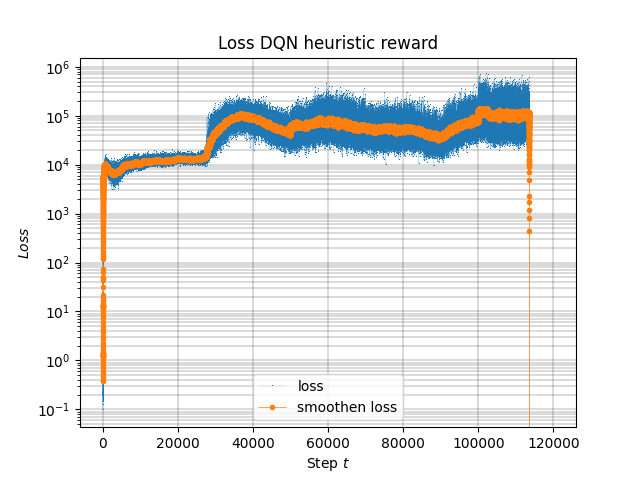 Loss DQN heuristic reward
Loss
10^6
10^5
10^4
10^3
10^2
10^1
10^0
10^−1
loss
smoothen loss
0 20000 40000 60000 80000 100000 120000
Step t